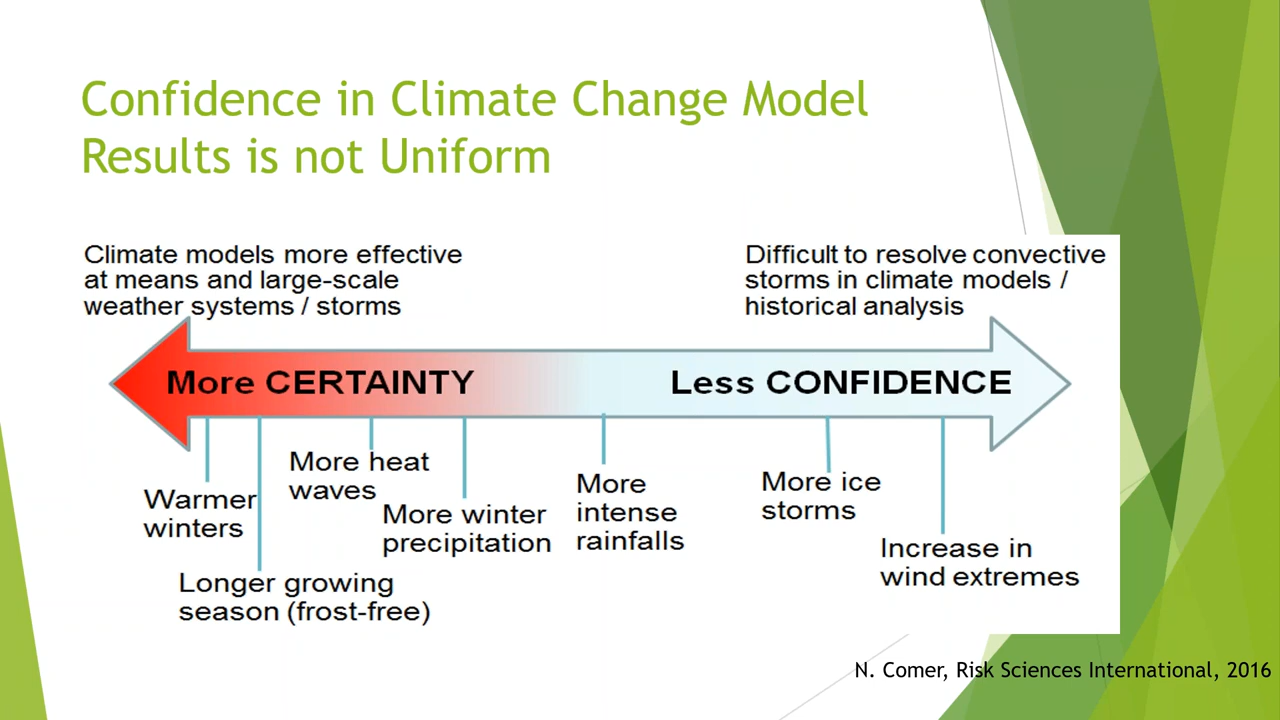 Confidence in Climate Change Model
Results is not Uniform
Climate models more effective
at means and large-scale
weather systems / storms
Difficult to resolve convective
storms in climate models /
historical analysis
More CERTAINTY
Less CONFIDENCE
Warmer
winters
Longer growing
season (frost-free)
More heat
waves
More winter
precipitation
More
intense
rainfalls
More ice
storms
Increase in
wind extremes
N. Comer, Risk Sciences International, 2016